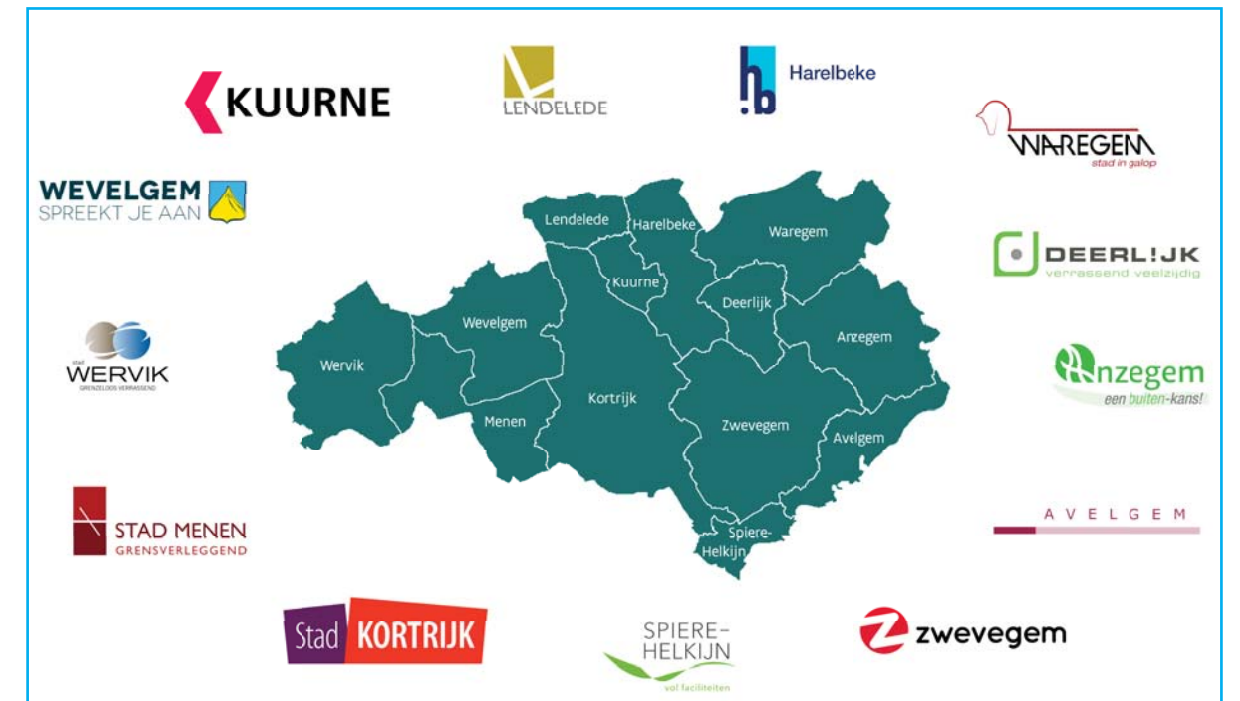 KUURNE
LENDELEDE
Harelbeke
hb
WAREGEM
stad in galop
WEVELGEM
SPREEKT JE AAN
DEERL!JK
verrassend veelzijdig
stad
WERVIK
GRENZELOOS VERRASSEND
Anzegem
een buiten-kans!
STAD MENEN
GRENSVERLEGGEND
AVELGEM
Stad KORTRIJK
SPIERE-
HELKIJN
vol faciliteiten
zwevegem
Lendelede
Harelbeke
Waregem
Kuurne
Deerlijk
Wevelgem
Anzegem
Wervik
Kortrijk
Menen
Zwevegem
Avelgem
Spiere-
Helkijn